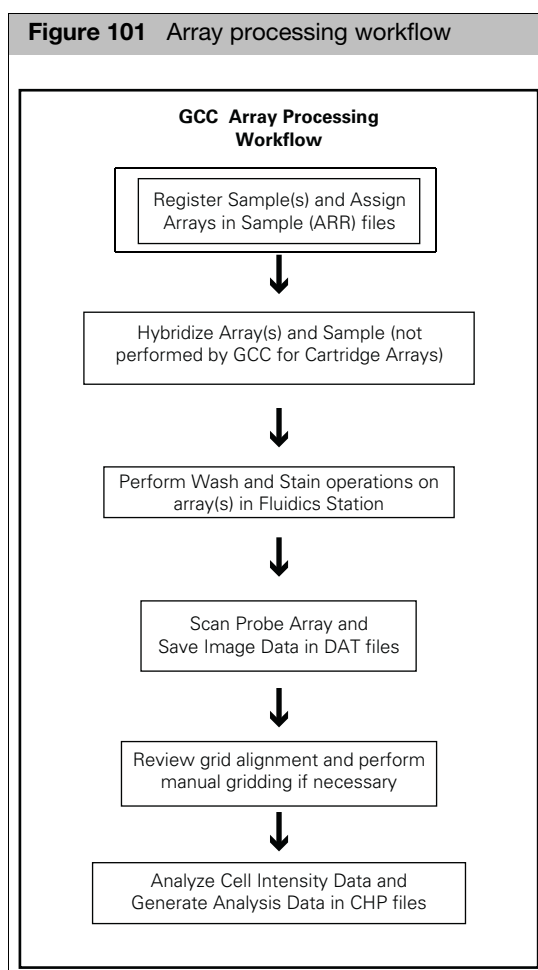 Figure 101 Array processing workflow
GCC Array Processing
Workflow
Register Sample(s) and Assign
Arrays in Sample (ARR) files
Hybridize Array(s) and Sample (not
performed by GCC for Cartridge Arrays)
Perform Wash and Stain operations on
array(s) in Fluidics Station
Scan Probe Array and
Save Image Data in DAT files
Review grid alignment and perform
manual gridding if necessary
Analyze Cell Intensity Data and
Generate Analysis Data in CHP files